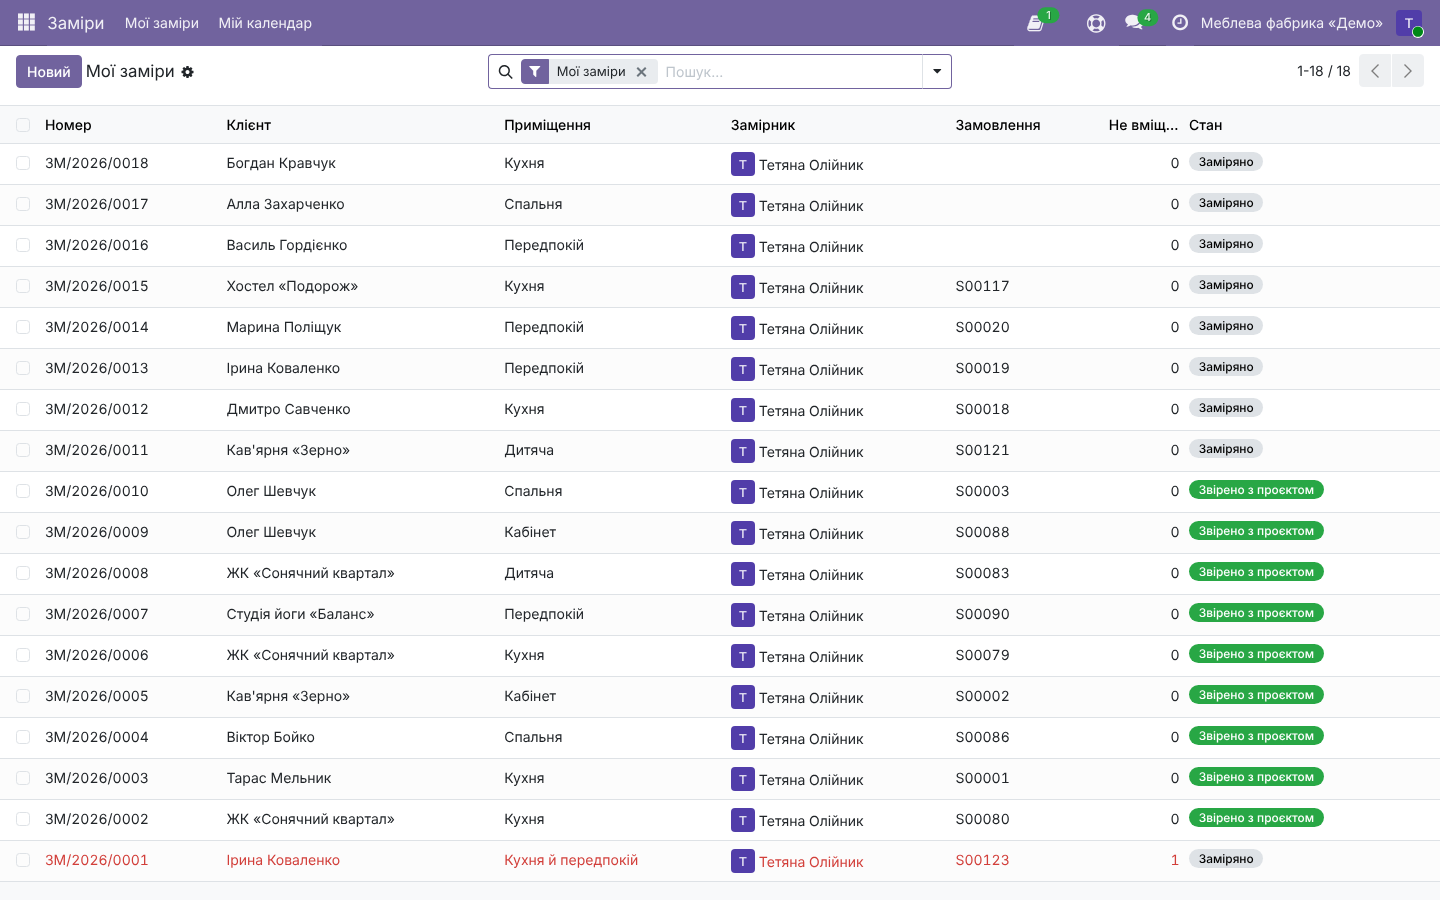 Заміри Мої заміри Мій календар 1 4 Меблева фабрика «Демо» T
Новий Мої заміри Мої заміри Пошук... 1-18 / 18
Номер Клієнт Приміщення Замірник Замовлення Не вміщ... Стан
ЗМ/2026/0018 Богдан Кравчук Кухня Т Тетяна Олійник 0 Заміряно
ЗМ/2026/0017 Алла Захарченко Спальня Т Тетяна Олійник 0 Заміряно
ЗМ/2026/0016 Василь Гордієнко Передпокій Т Тетяна Олійник 0 Заміряно
ЗМ/2026/0015 Хостел «Подорож» Кухня Т Тетяна Олійник S00117 0 Заміряно
ЗМ/2026/0014 Марина Поліщук Передпокій Т Тетяна Олійник S00020 0 Заміряно
ЗМ/2026/0013 Ірина Коваленко Передпокій Т Тетяна Олійник S00019 0 Заміряно
ЗМ/2026/0012 Дмитро Савченко Кухня Т Тетяна Олійник S00018 0 Заміряно
ЗМ/2026/0011 Кав'ярня «Зерно» Дитяча Т Тетяна Олійник S00121 0 Заміряно
ЗМ/2026/0010 Олег Шевчук Спальня Т Тетяна Олійник S00003 0 Звірено з проєктом
ЗМ/2026/0009 Олег Шевчук Кабінет Т Тетяна Олійник S00088 0 Звірено з проєктом
ЗМ/2026/0008 ЖК «Сонячний квартал» Дитяча Т Тетяна Олійник S00083 0 Звірено з проєктом
ЗМ/2026/0007 Студія йоги «Баланс» Передпокій Т Тетяна Олійник S00090 0 Звірено з проєктом
ЗМ/2026/0006 ЖК «Сонячний квартал» Кухня Т Тетяна Олійник S00079 0 Звірено з проєктом
ЗМ/2026/0005 Кав'ярня «Зерно» Кабінет Т Тетяна Олійник S00002 0 Звірено з проєктом
ЗМ/2026/0004 Віктор Бойко Спальня Т Тетяна Олійник S00086 0 Звірено з проєктом
ЗМ/2026/0003 Тарас Мельник Кухня Т Тетяна Олійник S00001 0 Звірено з проєктом
ЗМ/2026/0002 ЖК «Сонячний квартал» Кухня Т Тетяна Олійник S00080 0 Звірено з проєктом
ЗМ/2026/0001 Ірина Коваленко Кухня й передпокій Т Тетяна Олійник S00123 1 Заміряно